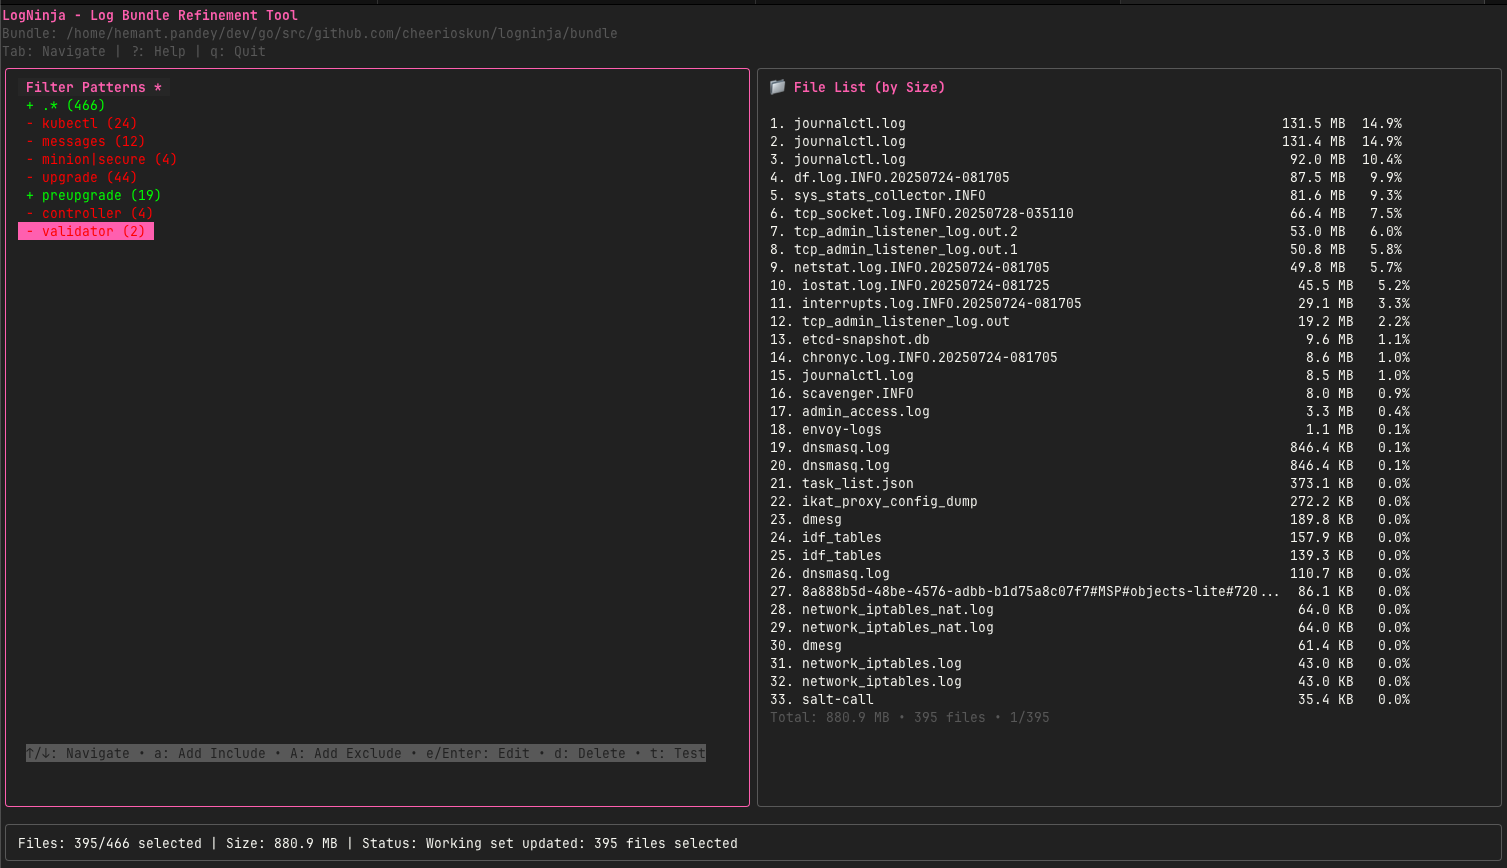 LogNinja - Log Bundle Refinement Tool
Bundle: /home/hemant.pandey/dev/go/src/github.com/cheerioskun/logninja/bundle
Tab: Navigate | ?: Help | q: Quit
Filter Patterns *
+ .* (466)
- kubectl (24)
- messages (12)
- minion|secure (4)
- upgrade (44)
+ preupgrade (19)
- controller (4)
- validator (2)
↑/↓: Navigate • a: Add Include • A: Add Exclude • e/Enter: Edit • d: Delete • t: Test
File List (by Size)
1. journalctl.log 131.5 MB 14.9%
2. journalctl.log 131.4 MB 14.9%
3. journalctl.log 92.0 MB 10.4%
4. df.log.INFO.20250724-081705 87.5 MB 9.9%
5. sys_stats_collector.INFO 81.6 MB 9.3%
6. tcp_socket.log.INFO.20250728-035110 66.4 MB 7.5%
7. tcp_admin_listener_log.out.2 53.0 MB 6.0%
8. tcp_admin_listener_log.out.1 50.8 MB 5.8%
9. netstat.log.INFO.20250724-081705 49.8 MB 5.7%
10. iostat.log.INFO.20250724-081725 45.5 MB 5.2%
11. interrupts.log.INFO.20250724-081705 29.1 MB 3.3%
12. tcp_admin_listener_log.out 19.2 MB 2.2%
13. etcd-snapshot.db 9.6 MB 1.1%
14. chronyc.log.INFO.20250724-081705 8.6 MB 1.0%
15. journalctl.log 8.5 MB 1.0%
16. scavenger.INFO 8.0 MB 0.9%
17. admin_access.log 3.3 MB 0.4%
18. envoy-logs 1.1 MB 0.1%
19. dnsmasq.log 846.4 KB 0.1%
20. dnsmasq.log 846.4 KB 0.1%
21. task_list.json 373.1 KB 0.0%
22. ikat_proxy_config_dump 272.2 KB 0.0%
23. dmesg 189.8 KB 0.0%
24. idf_tables 157.9 KB 0.0%
25. idf_tables 139.3 KB 0.0%
26. dnsmasq.log 110.7 KB 0.0%
27. 8a888b5d-48be-4576-adbb-b1d75a8c07f7#MSP#objects-lite#720... 86.1 KB 0.0%
28. network_iptables_nat.log 64.0 KB 0.0%
29. network_iptables_nat.log 64.0 KB 0.0%
30. dmesg 61.4 KB 0.0%
31. network_iptables.log 43.0 KB 0.0%
32. network_iptables.log 43.0 KB 0.0%
33. salt-call 35.4 KB 0.0%
Total: 880.9 MB • 395 files • 1/395
Files: 395/466 selected | Size: 880.9 MB | Status: Working set updated: 395 files selected